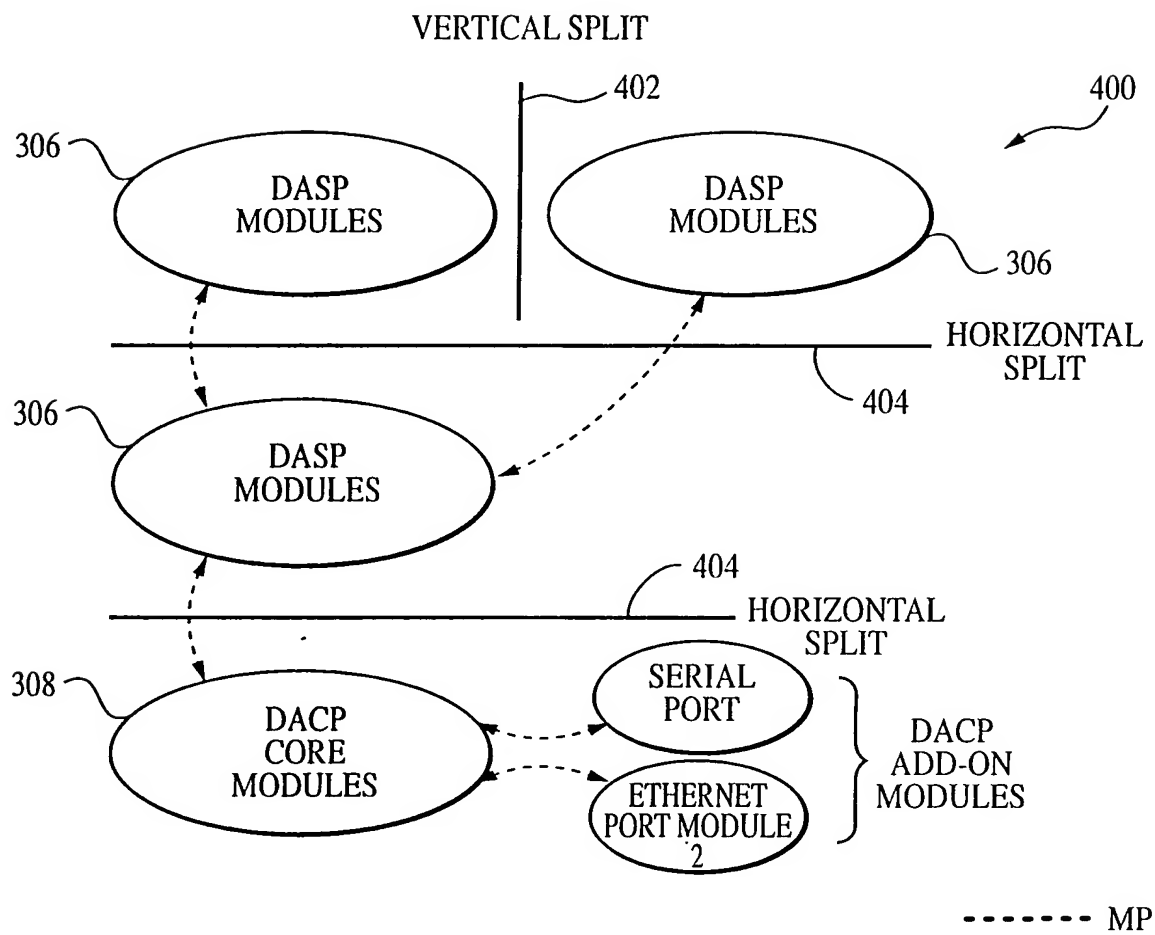 VERTICAL SPLIT
402
400
306
DASP
MODULES
DASP
MODULES
306
HORIZONTAL
SPLIT
404
306
DASP
MODULES
404
HORIZONTAL
SPLIT
308
DACP
CORE
MODULES
SERIAL
PORT
ETHERNET
PORT MODULE
2
DACP
ADD-ON
MODULES
MP